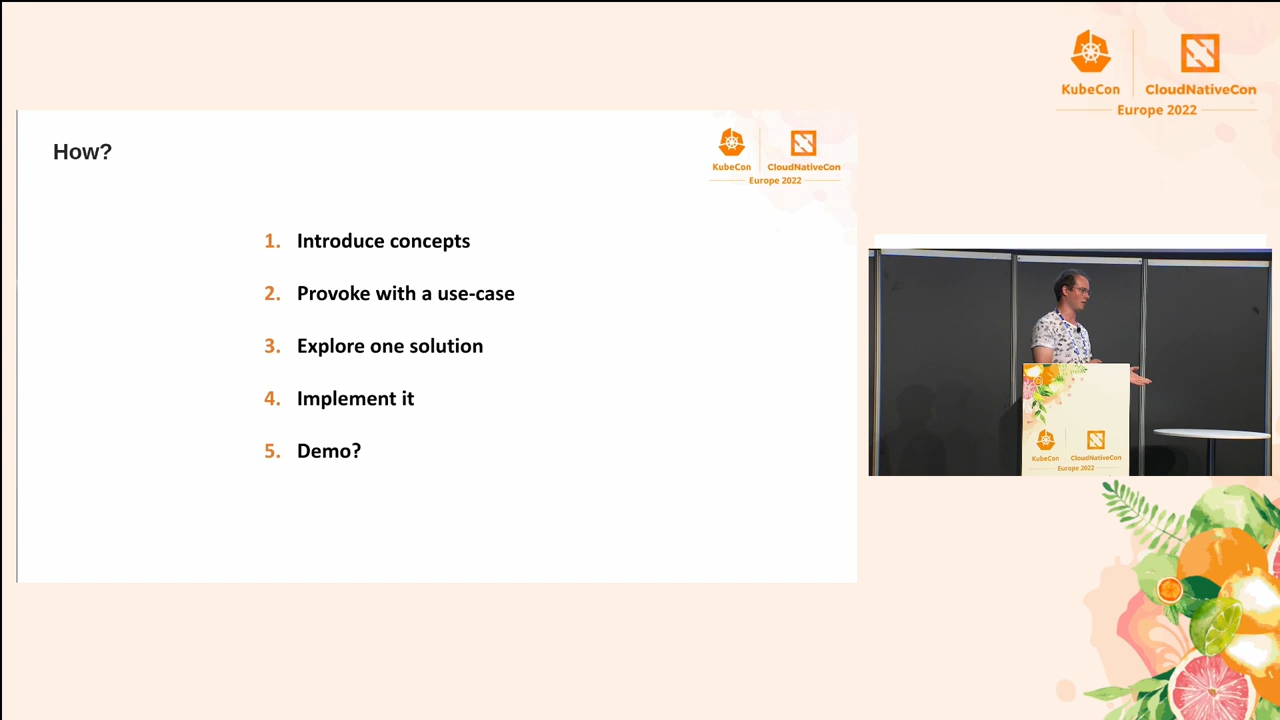 KubeCon
CloudNativeCon
Europe 2022
How?
KubeCon
CloudNativeCon
Europe 2022
1. Introduce concepts
2. Provoke with a use-case
3. Explore one solution
4. Implement it
5. Demo?
KubeCon
CloudNativeCon
Europe 2022